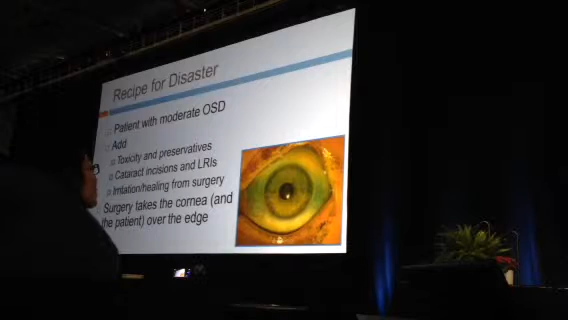 Recipe for Disaster
Patient with moderate OSD
Add
Toxicity and preservatives
Cataract incisions and LRIs
Irritation/healing from surgery
Surgery takes the cornea (and
the patient) over the edge